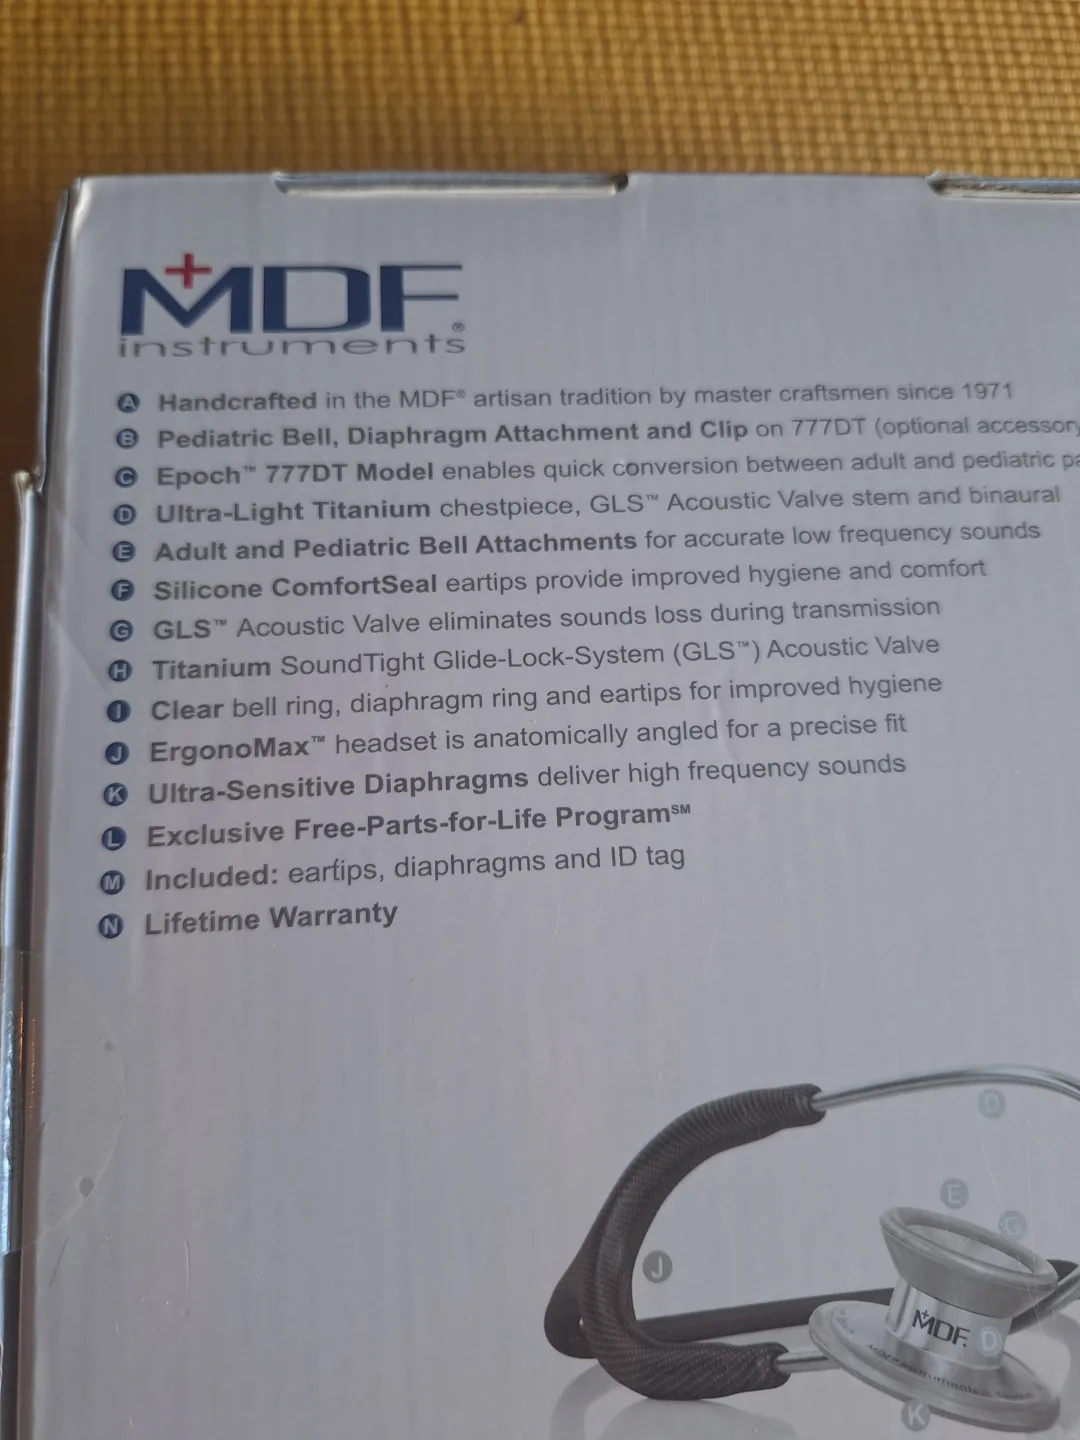 MDF®
instruments
A Handcrafted in the MDF® artisan tradition by master craftsmen since 1971
B Pediatric Bell, Diaphragm Attachment and Clip on 777DT (optional accessory
C Epoch™ 777DT Model enables quick conversion between adult and pediatric pa
D Ultra-Light Titanium chestpiece, GLS™ Acoustic Valve stem and binaural
E Adult and Pediatric Bell Attachments for accurate low frequency sounds
F Silicone ComfortSeal eartips provide improved hygiene and comfort
G GLS™ Acoustic Valve eliminates sounds loss during transmission
H Titanium SoundTight Glide-Lock-System (GLS™) Acoustic Valve
I Clear bell ring, diaphragm ring and eartips for improved hygiene
J ErgonoMax™ headset is anatomically angled for a precise fit
K Ultra-Sensitive Diaphragms deliver high frequency sounds
L Exclusive Free-Parts-for-Life Program℠
M Included: eartips, diaphragms and ID tag
N Lifetime Warranty
D
E
G
J
MDF D
K